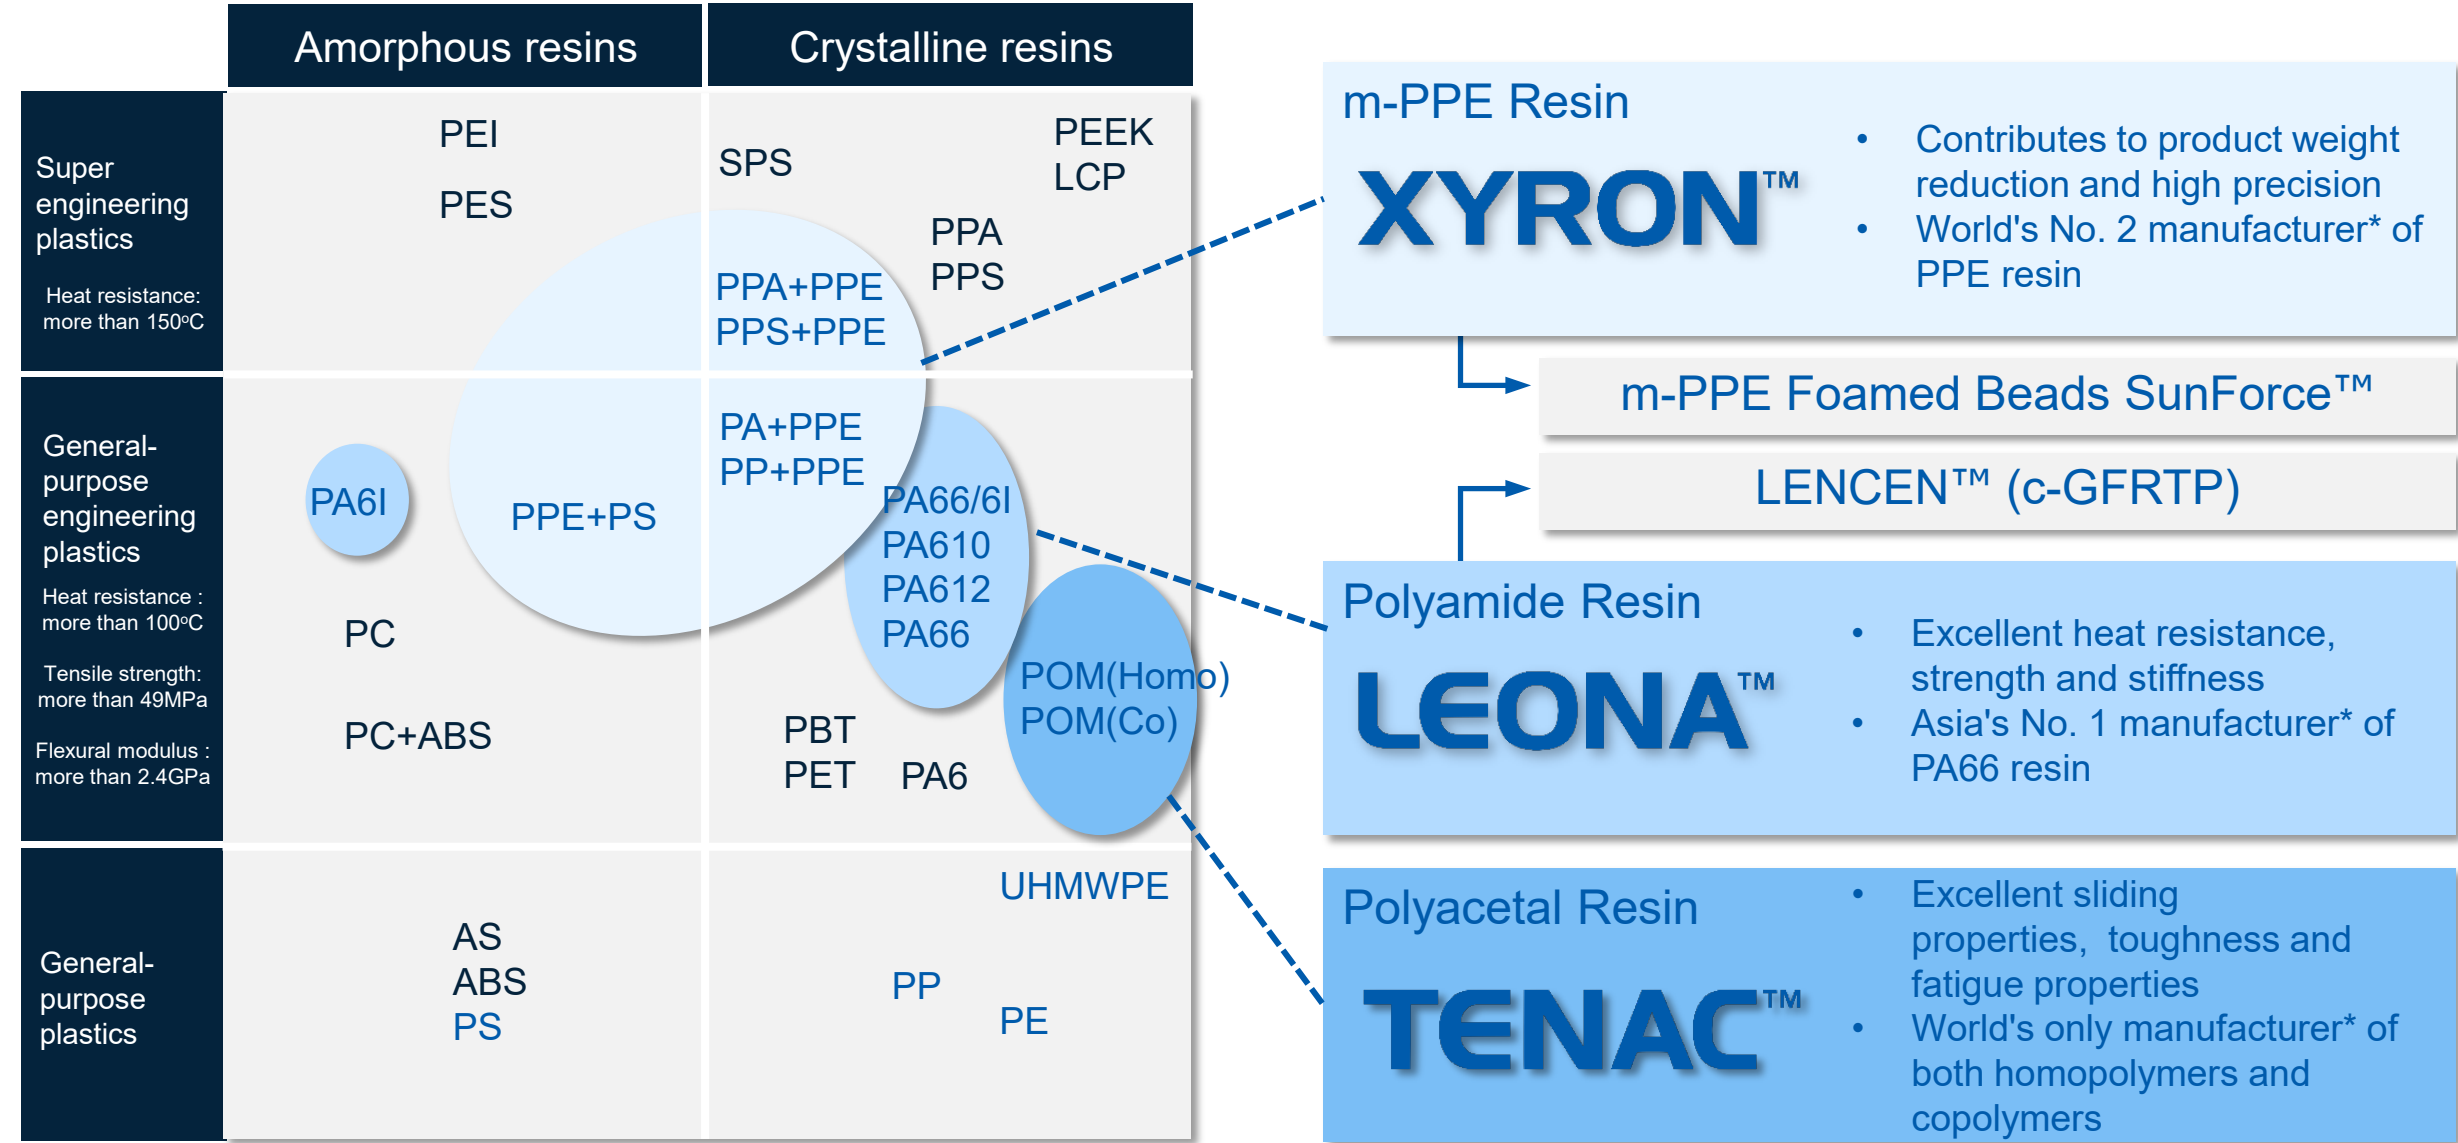 Amorphous resins
Crystalline resins
Super
engineering
plastics
Heat resistance:
more than 150°C
PEI
PES
SPS
PEEK
LCP
PPA
PPS
PPA+PPE
PPS+PPE
General-
purpose
engineering
plastics
Heat resistance :
more than 100°C
Tensile strength:
more than 49MPa
Flexural modulus :
more than 2.4GPa
PA6I
PPE+PS
PC
PC+ABS
PA+PPE
PP+PPE
PA66/6I
PA610
PA612
PA66
POM(Homo)
POM(Co)
PBT
PET
PA6
General-
purpose
plastics
AS
ABS
PS
UHMWPE
PP
PE
m-PPE Resin
XYRON™
• Contributes to product weight
reduction and high precision
• World's No. 2 manufacturer* of
PPE resin
m-PPE Foamed Beads SunForce™
LENCEN™ (c-GFRTP)
Polyamide Resin
LEONA™
• Excellent heat resistance,
strength and stiffness
• Asia's No. 1 manufacturer* of
PA66 resin
Polyacetal Resin
TENAC™
• Excellent sliding
properties,  toughness and
fatigue properties
• World's only manufacturer* of
both homopolymers and
copolymers